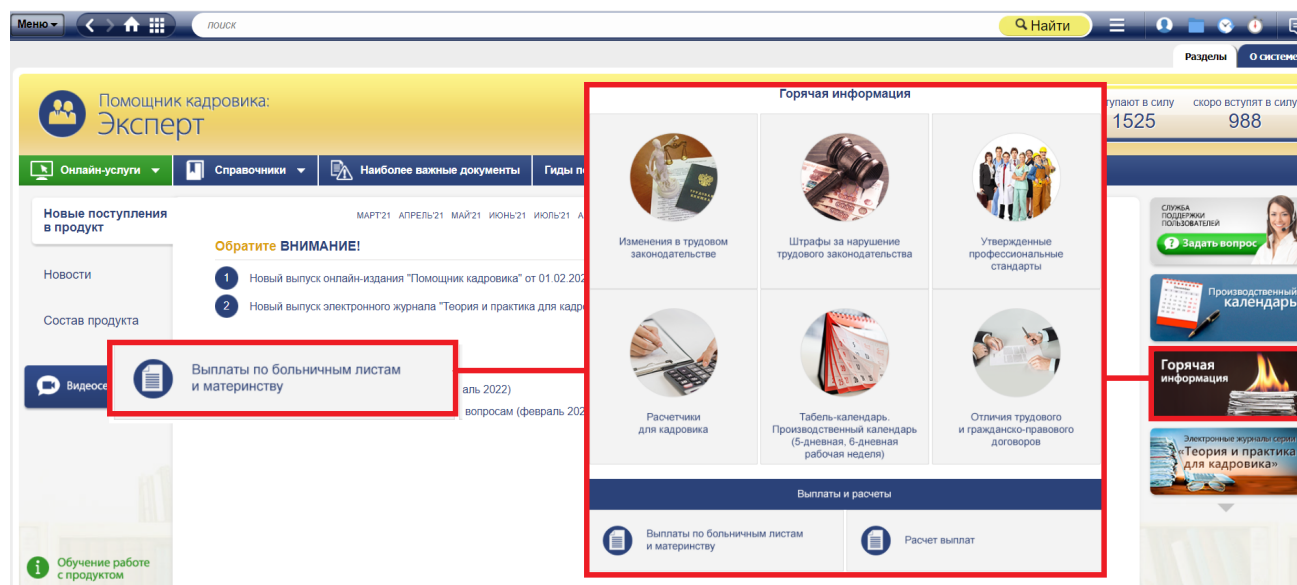 Меню
поиск
Найти
Разделы
О системе
Помощник кадровика:
Эксперт
тупают в силу
1525
скоро вступят в силу
988
Онлайн-услуги
Справочники
Наиболее важные документы
Гиды п
Новые поступления
в продукт
Новости
Состав продукта
Видеосе
Обучение работе
с продуктом
МАРТ'21 АПРЕЛЬ'21 МАЙ'21 ИЮНЬ'21 ИЮЛЬ'21 А
Обратите ВНИМАНИЕ!
1 Новый выпуск онлайн-издания "Помощник кадровика" от 01.02.202
2 Новый выпуск электронного журнала "Теория и практика для кадро
Выплаты по больничным листам
и материнству
аль 2022)
вопросам (февраль 202
Горячая информация
Изменения в трудовом
законодательстве
Штрафы за нарушение
трудового законодательства
Утвержденные
профессиональные
стандарты
Расчетчики
для кадровика
Табель-календарь.
Производственный календарь
(5-дневная, 6-дневная
рабочая неделя)
Отличия трудового
и гражданско-правового
договоров
Выплаты и расчеты
Выплаты по больничным листам
и материнству
Расчет выплат
СЛУЖБА
ПОДДЕРЖКИ
ПОЛЬЗОВАТЕЛЕЙ
Задать вопрос
Производственный
календарь
Горячая
информация
Электронные журналы серии
«Теория и практика
для кадровика»